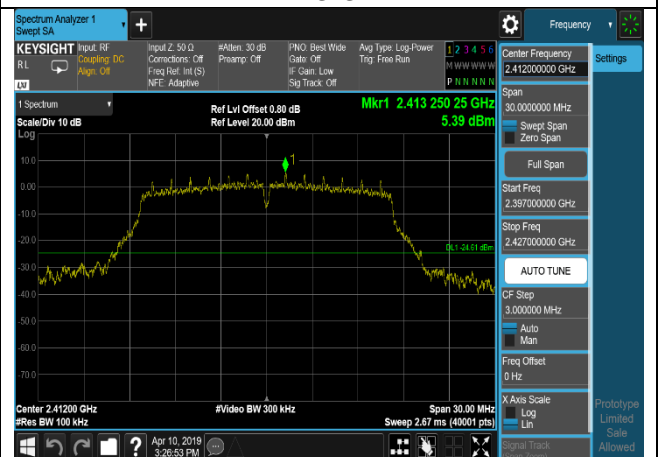 Spectrum Analyzer 1
Swept SA
+
Frequency
KEYSIGHT
RL
Input: RF
Coupling: DC
Align: Off
Input Z: 50 Ω
Corrections: Off
Freq Ref: Int (S)
NFE: Adaptive
#Atten: 30 dB
Preamp: Off
PNO: Best Wide
Gate: Off
IF Gain: Low
Sig Track: Off
Avg Type: Log-Power
Trig: Free Run
1 2 3 4 5 6
M W W W W W
P N N N N N
1 Spectrum
Scale/Div 10 dB
Log
Ref Lvl Offset 0.80 dB
Ref Level 20.00 dBm
Mkr1 2.413 250 25 GHz
5.39 dBm
1
10.0
0.00
-10.0
-20.0
-30.0
-40.0
-50.0
-60.0
-70.0
DL1 -24.61 dBm
Center 2.41200 GHz
#Res BW 100 kHz
#Video BW 300 kHz
Span 30.00 MHz
Sweep 2.67 ms (40001 pts)
Apr 10, 2019
3:26:53 PM
?
Center Frequency
2.412000000 GHz
Settings
Span
30.0000000 MHz
Swept Span
Zero Span
Full Span
Start Freq
2.397000000 GHz
Stop Freq
2.427000000 GHz
AUTO TUNE
CF Step
3.000000 MHz
Auto
Man
Freq Offset
0 Hz
X Axis Scale
Log
Lin
Signal Track
Prototype
Limited
Sale
Allowed